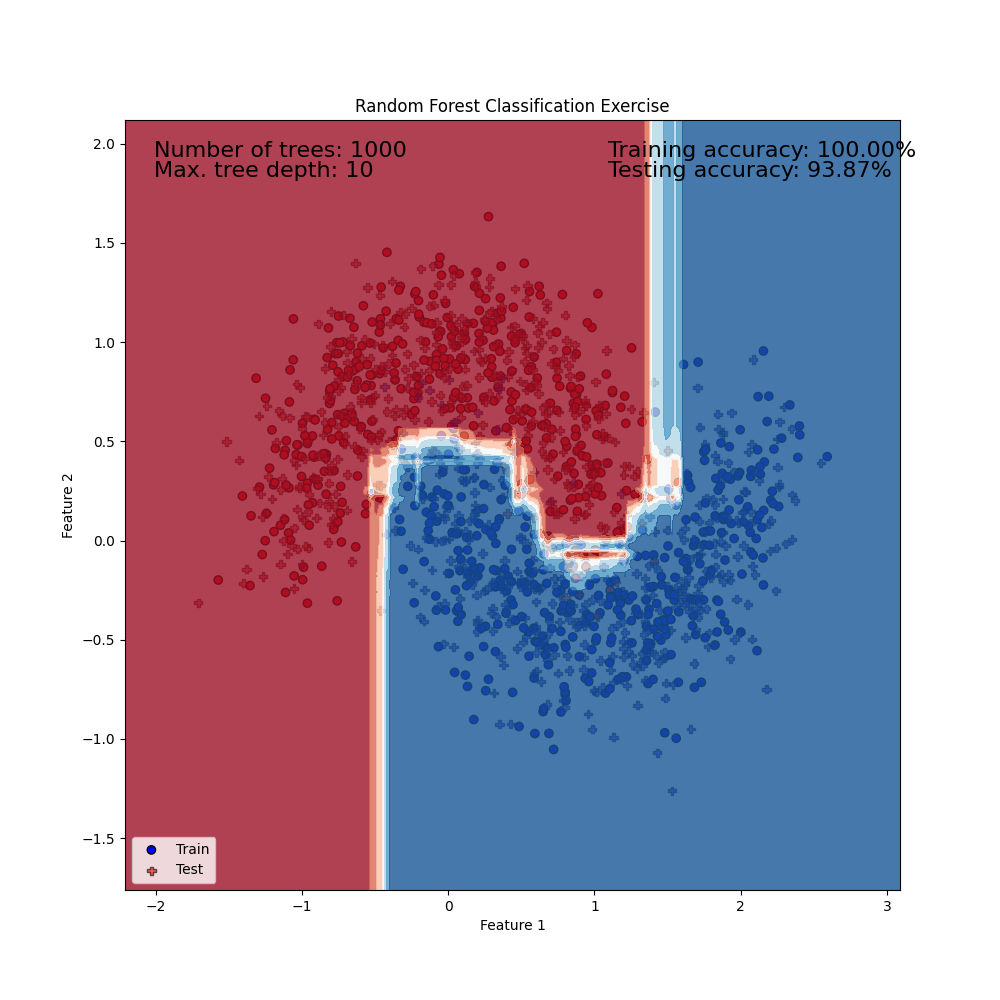 Random Forest Classification Exercise
Number of trees: 1000
Max. tree depth: 10
Training accuracy: 100.00%
Testing accuracy: 93.87%
2.0
1.5
1.0
0.5
0.0
−0.5
−1.0
−1.5
Feature 2
Train
Test
−2
−1
0
1
2
3
Feature 1